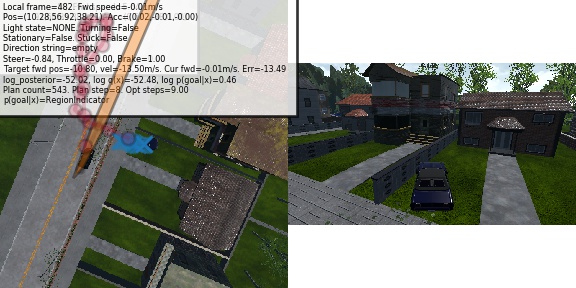 Local frame=482. Fwd speed=-0.01m/s
Pos=(10.28,56.92,38.21). Acc=(0.02,-0.01,-0.00)
Light state=NONE. Turning=False
Stationary=False. Stuck=False
Direction string=empty
Steer=-0.84, Throttle=0.00, Brake=1.00
Target fwd pos=-10.80, vel=-13.50m/s. Cur fwd=-0.01m/s. Err=-13.49
log_posterior=-52.02, log q(x)=-52.48, log p(goal|x)=0.46
Plan count=543. Plan step=8. Opt steps=9.00
p(goal|x)=RegionIndicator